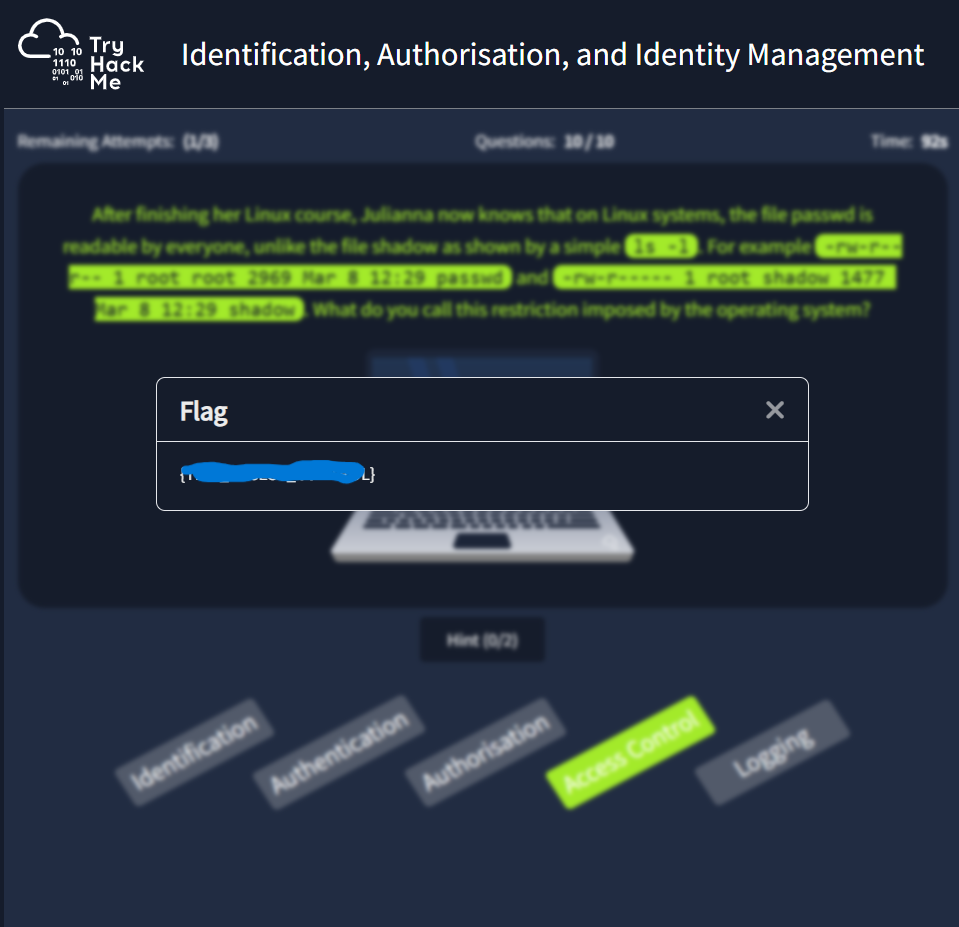 Try
Hack
Me
10 10
1110
0101 01
01 010
01
Identification, Authorisation, and Identity Management
Remaining Attempts: (1/3)
Questions: 10 / 10
Time: 92s
After finishing her Linux course, Julianna now knows that on Linux systems, the file passwd is
readable by everyone, unlike the file shadow as shown by a simple ls -l. For example -rw-r--
r-- 1 root root 2969 Mar 8 12:29 passwd and -rw-r----- 1 root shadow 1477
Mar 8 12:29 shadow. What do you call this restriction imposed by the operating system?
Flag
Hint (0/2)
Identification
Authentication
Authorisation
Access Control
Logging